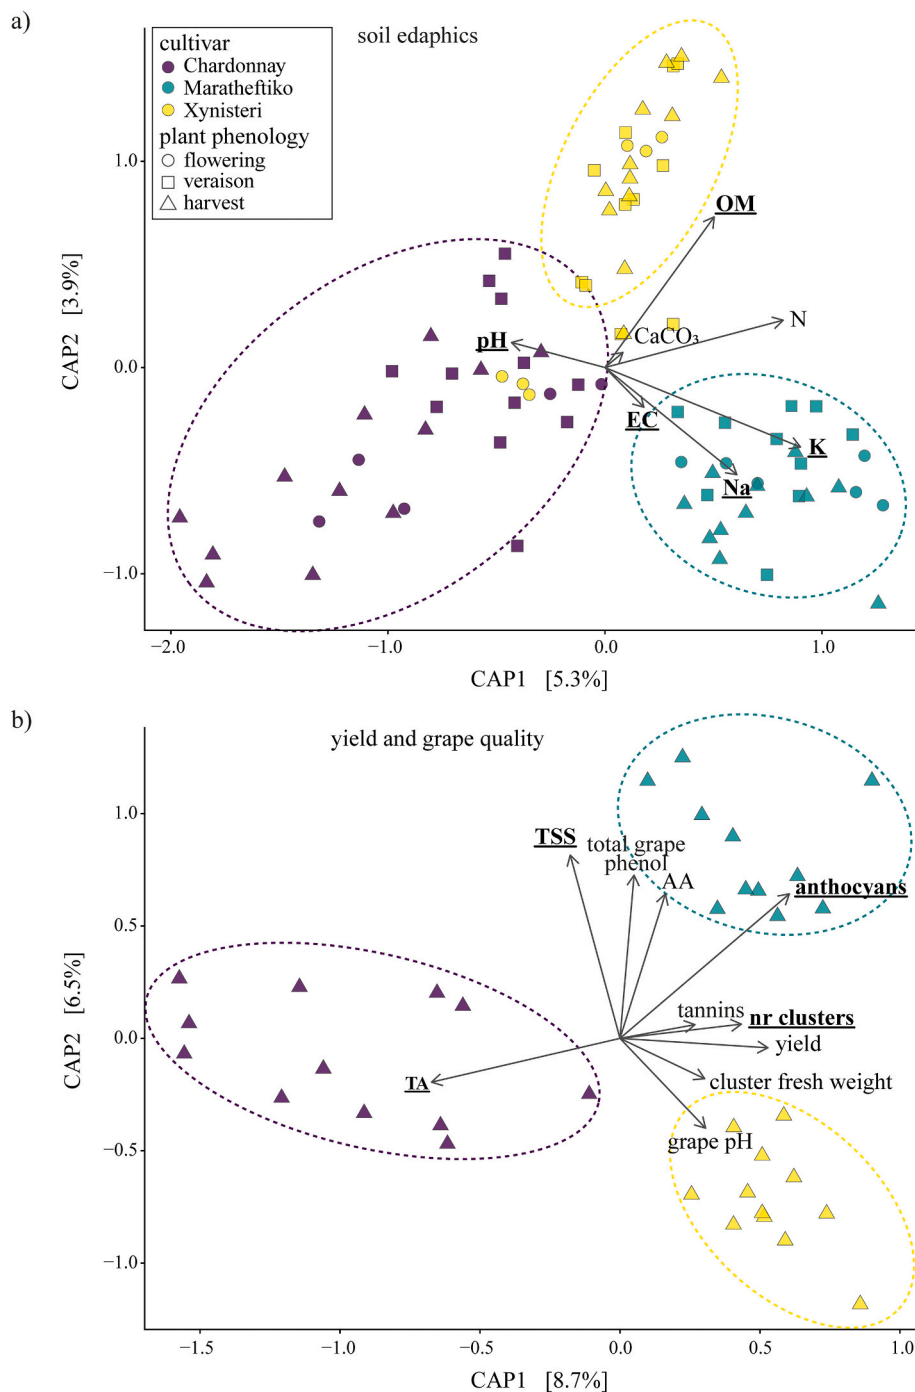 a)
soil edaphics
cultivar
Chardonnay
Maratheftiko
Xynisteri
plant phenology
flowering
veraison
harvest
1.0
0.0
−1.0
CAP2 [3.9%]
OM
N
CaCO₃
pH
EC
K
Na
−2.0
−1.0
0.0
1.0
CAP1 [5.3%]
b)
yield and grape quality
1.0
0.5
0.0
−0.5
−1.0
CAP2 [6.5%]
TSS
total grape
phenol
AA
anthocyans
tannins
nr clusters
yield
TA
cluster fresh weight
grape pH
−1.5
−1.0
−0.5
0.0
0.5
1.0
CAP1 [8.7%]